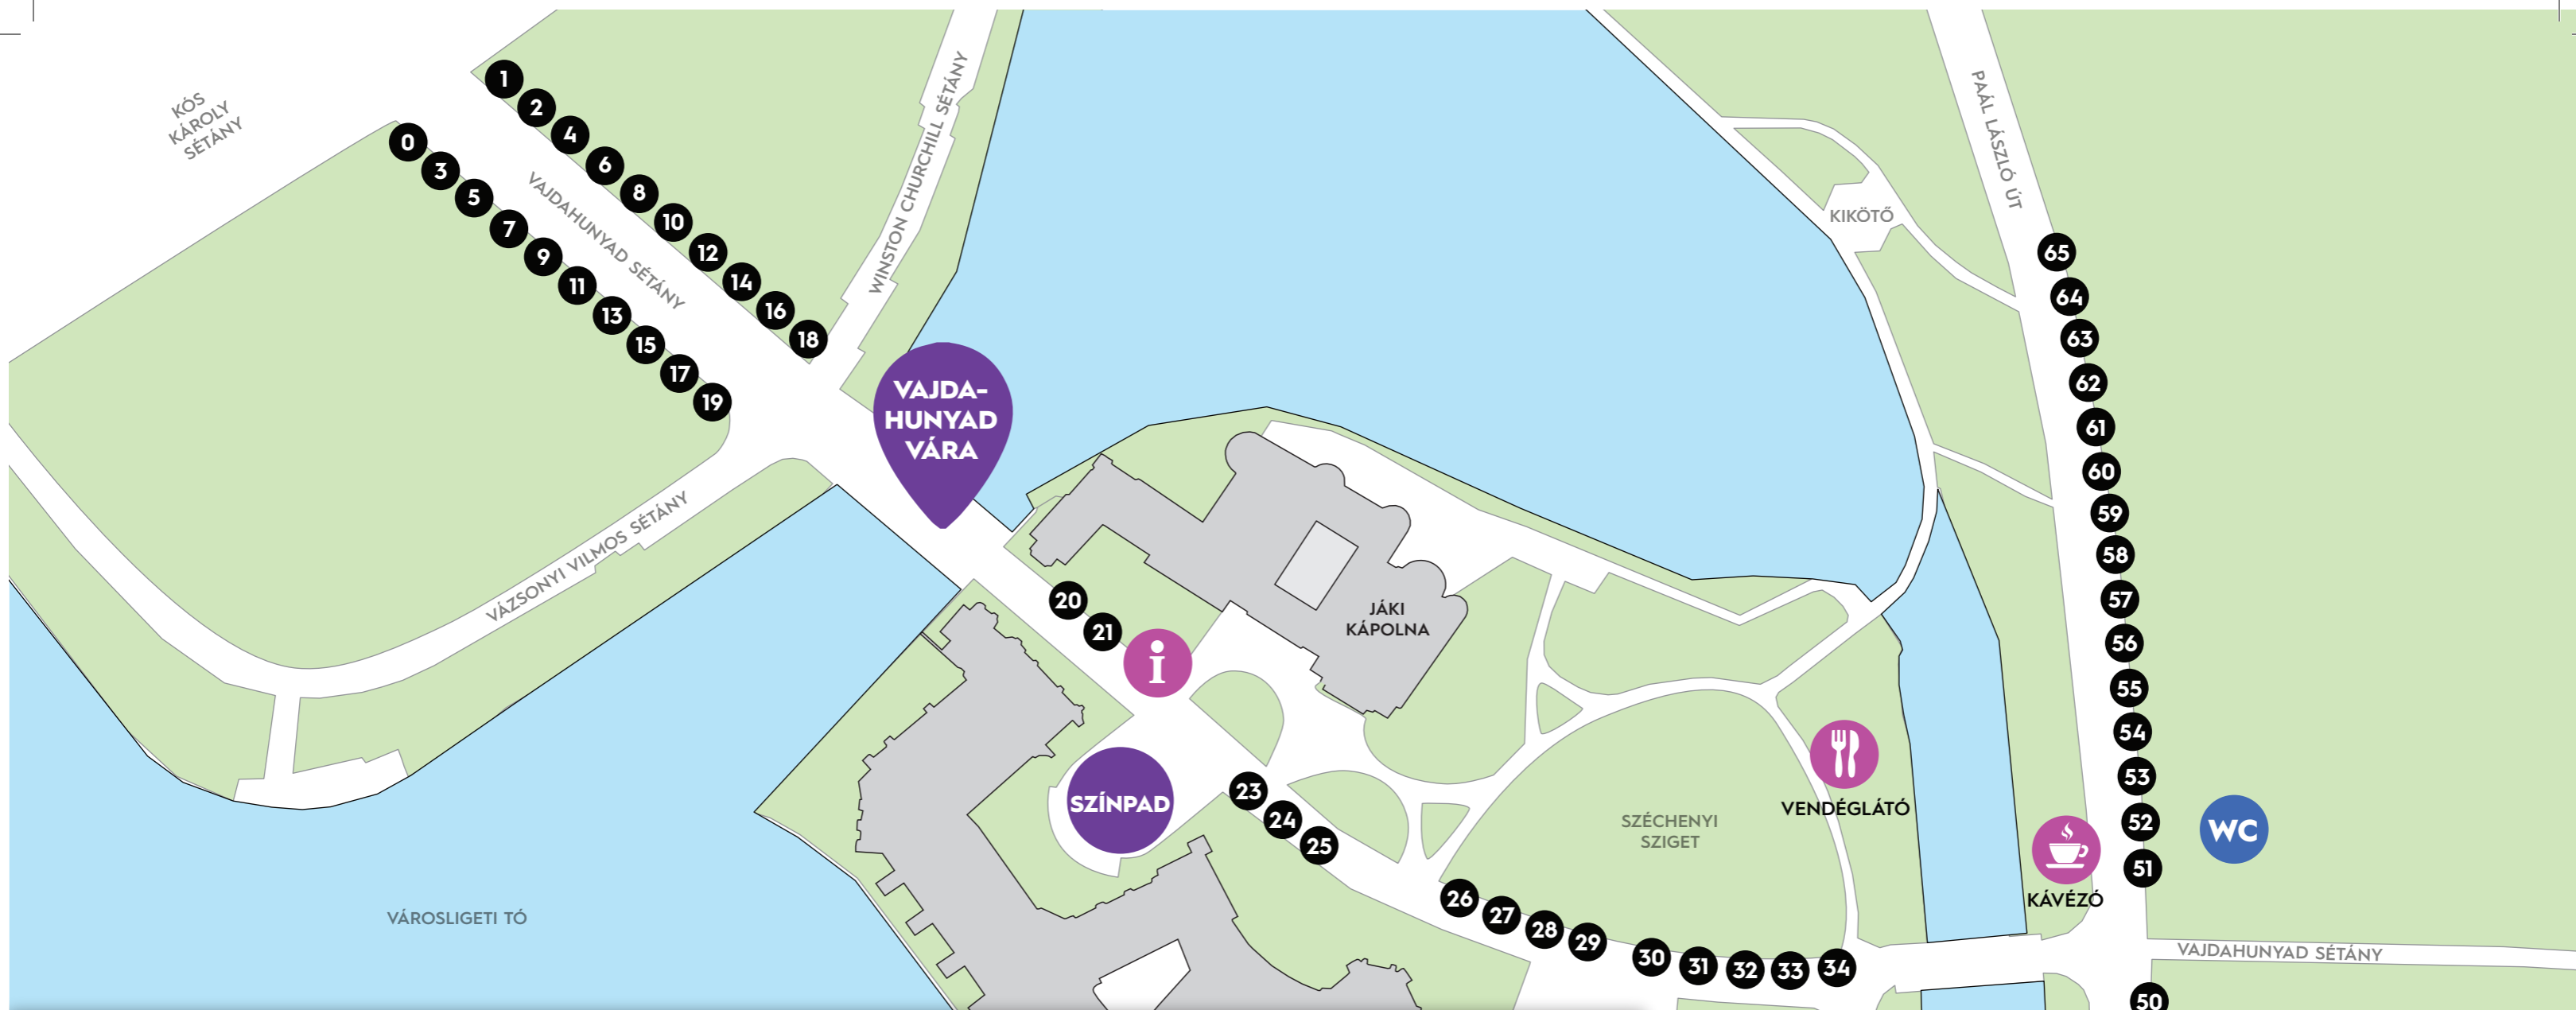 KÓS
KÁROLY
SÉTÁNY
1
2
4
6
8
10
12
14
16
18
0
3
5
7
9
11
13
15
17
19
VAJDAHUNYAD SÉTÁNY
WINSTON CHURCHILL SÉTÁNY
PAÁL LÁSZLÓ ÚT
KIKÖTŐ
VAJDA-
HUNYAD
VÁRA
VÁZSONYI VILMOS SÉTÁNY
20
21
i
JÁKI
KÁPOLNA
SZÍNPAD
23
24
25
SZÉCHENYI
SZIGET
VENDÉGLÁTÓ
26
27
28
29
30
31
32
33
34
65
64
63
62
61
60
59
58
57
56
55
54
53
52
51
WC
KÁVÉZÓ
VÁROSLIGETI TÓ
VAJDAHUNYAD SÉTÁNY
50